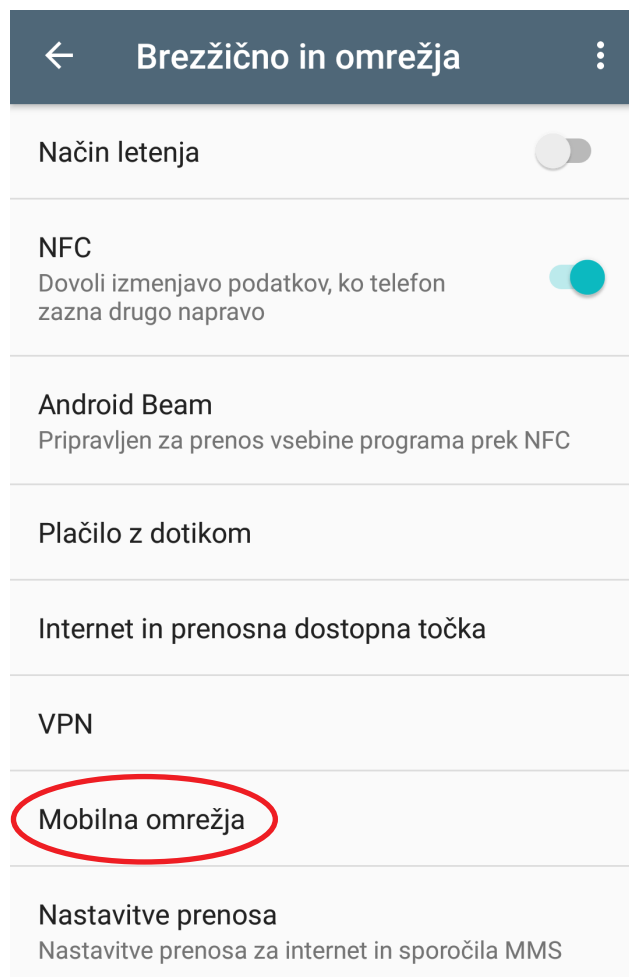 Brezžično in omrežja
Način letenja
NFC
Dovoli izmenjavo podatkov, ko telefon
zazna drugo napravo
Android Beam
Pripravljen za prenos vsebine programa prek NFC
Plačilo z dotikom
Internet in prenosna dostopna točka
VPN
Mobilna omrežja
Nastavitve prenosa
Nastavitve prenosa za internet in sporočila MMS